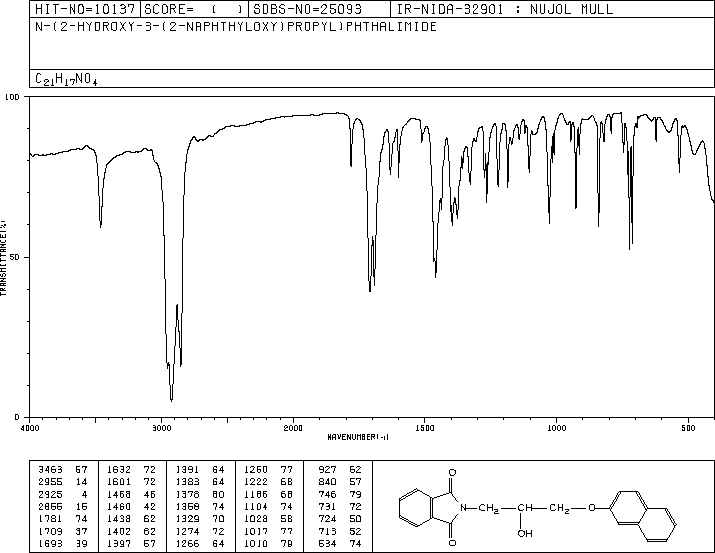 HIT-NO=10137 SCORE= ( ) SDBS-NO=25093 IR-NIDA-32901 : NUJOL MULL
N-(2-HYDROXY-3-(2-NAPHTHYLOXY)PROPYL)PHTHALIMIDE
C21H17NO4
100
50
0
TRANSMITTANCE(%)
4000 3000 2000 1500 1000 500
WAVENUMBER(-1)
3463 57 1632 72 1391 64 1260 77 927 62
2955 14 1601 72 1383 64 1222 68 840 57
2925 4 1468 46 1378 60 1186 68 746 79
2855 15 1460 42 1358 74 1104 74 731 72
1781 74 1438 62 1329 70 1028 58 724 50
1709 37 1402 62 1274 72 1017 77 713 52
1693 39 1397 57 1266 64 1010 79 534 74
O
N—CH2—CH—CH2—O
O OH